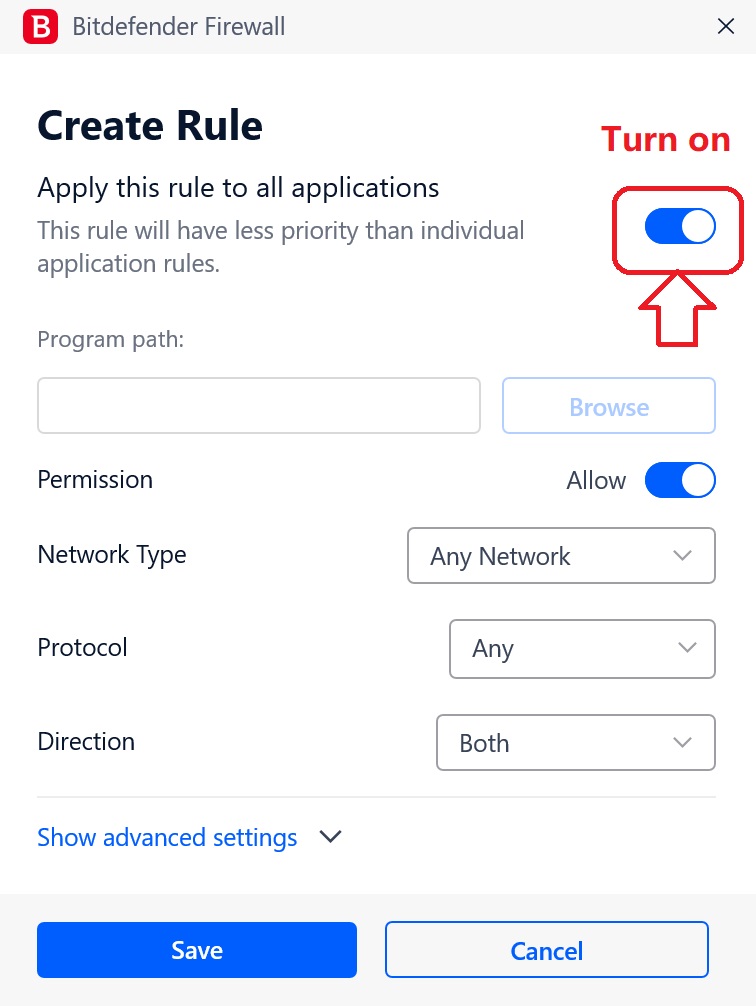 B Bitdefender Firewall
Create Rule
Turn on
Apply this rule to all applications
This rule will have less priority than individual
application rules.
Program path:
Browse
Permission
Allow
Network Type
Any Network
Protocol
Any
Direction
Both
Show advanced settings
Save
Cancel